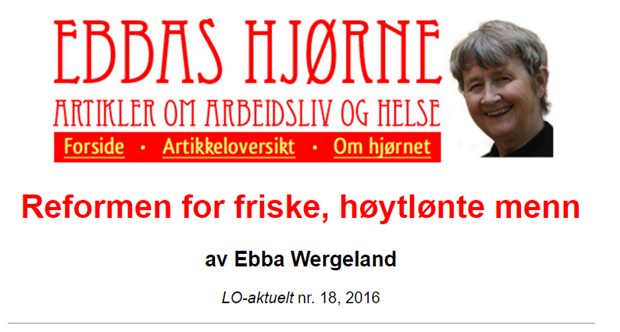 EBBAS HJØRNE
ARTIKLER OM ARBEIDSLIV OG HELSE
Forside • Artikkeloversikt • Om hjørnet
Reformen for friske, høytlønte menn
av Ebba Wergeland
LO-aktuelt nr. 18, 2016